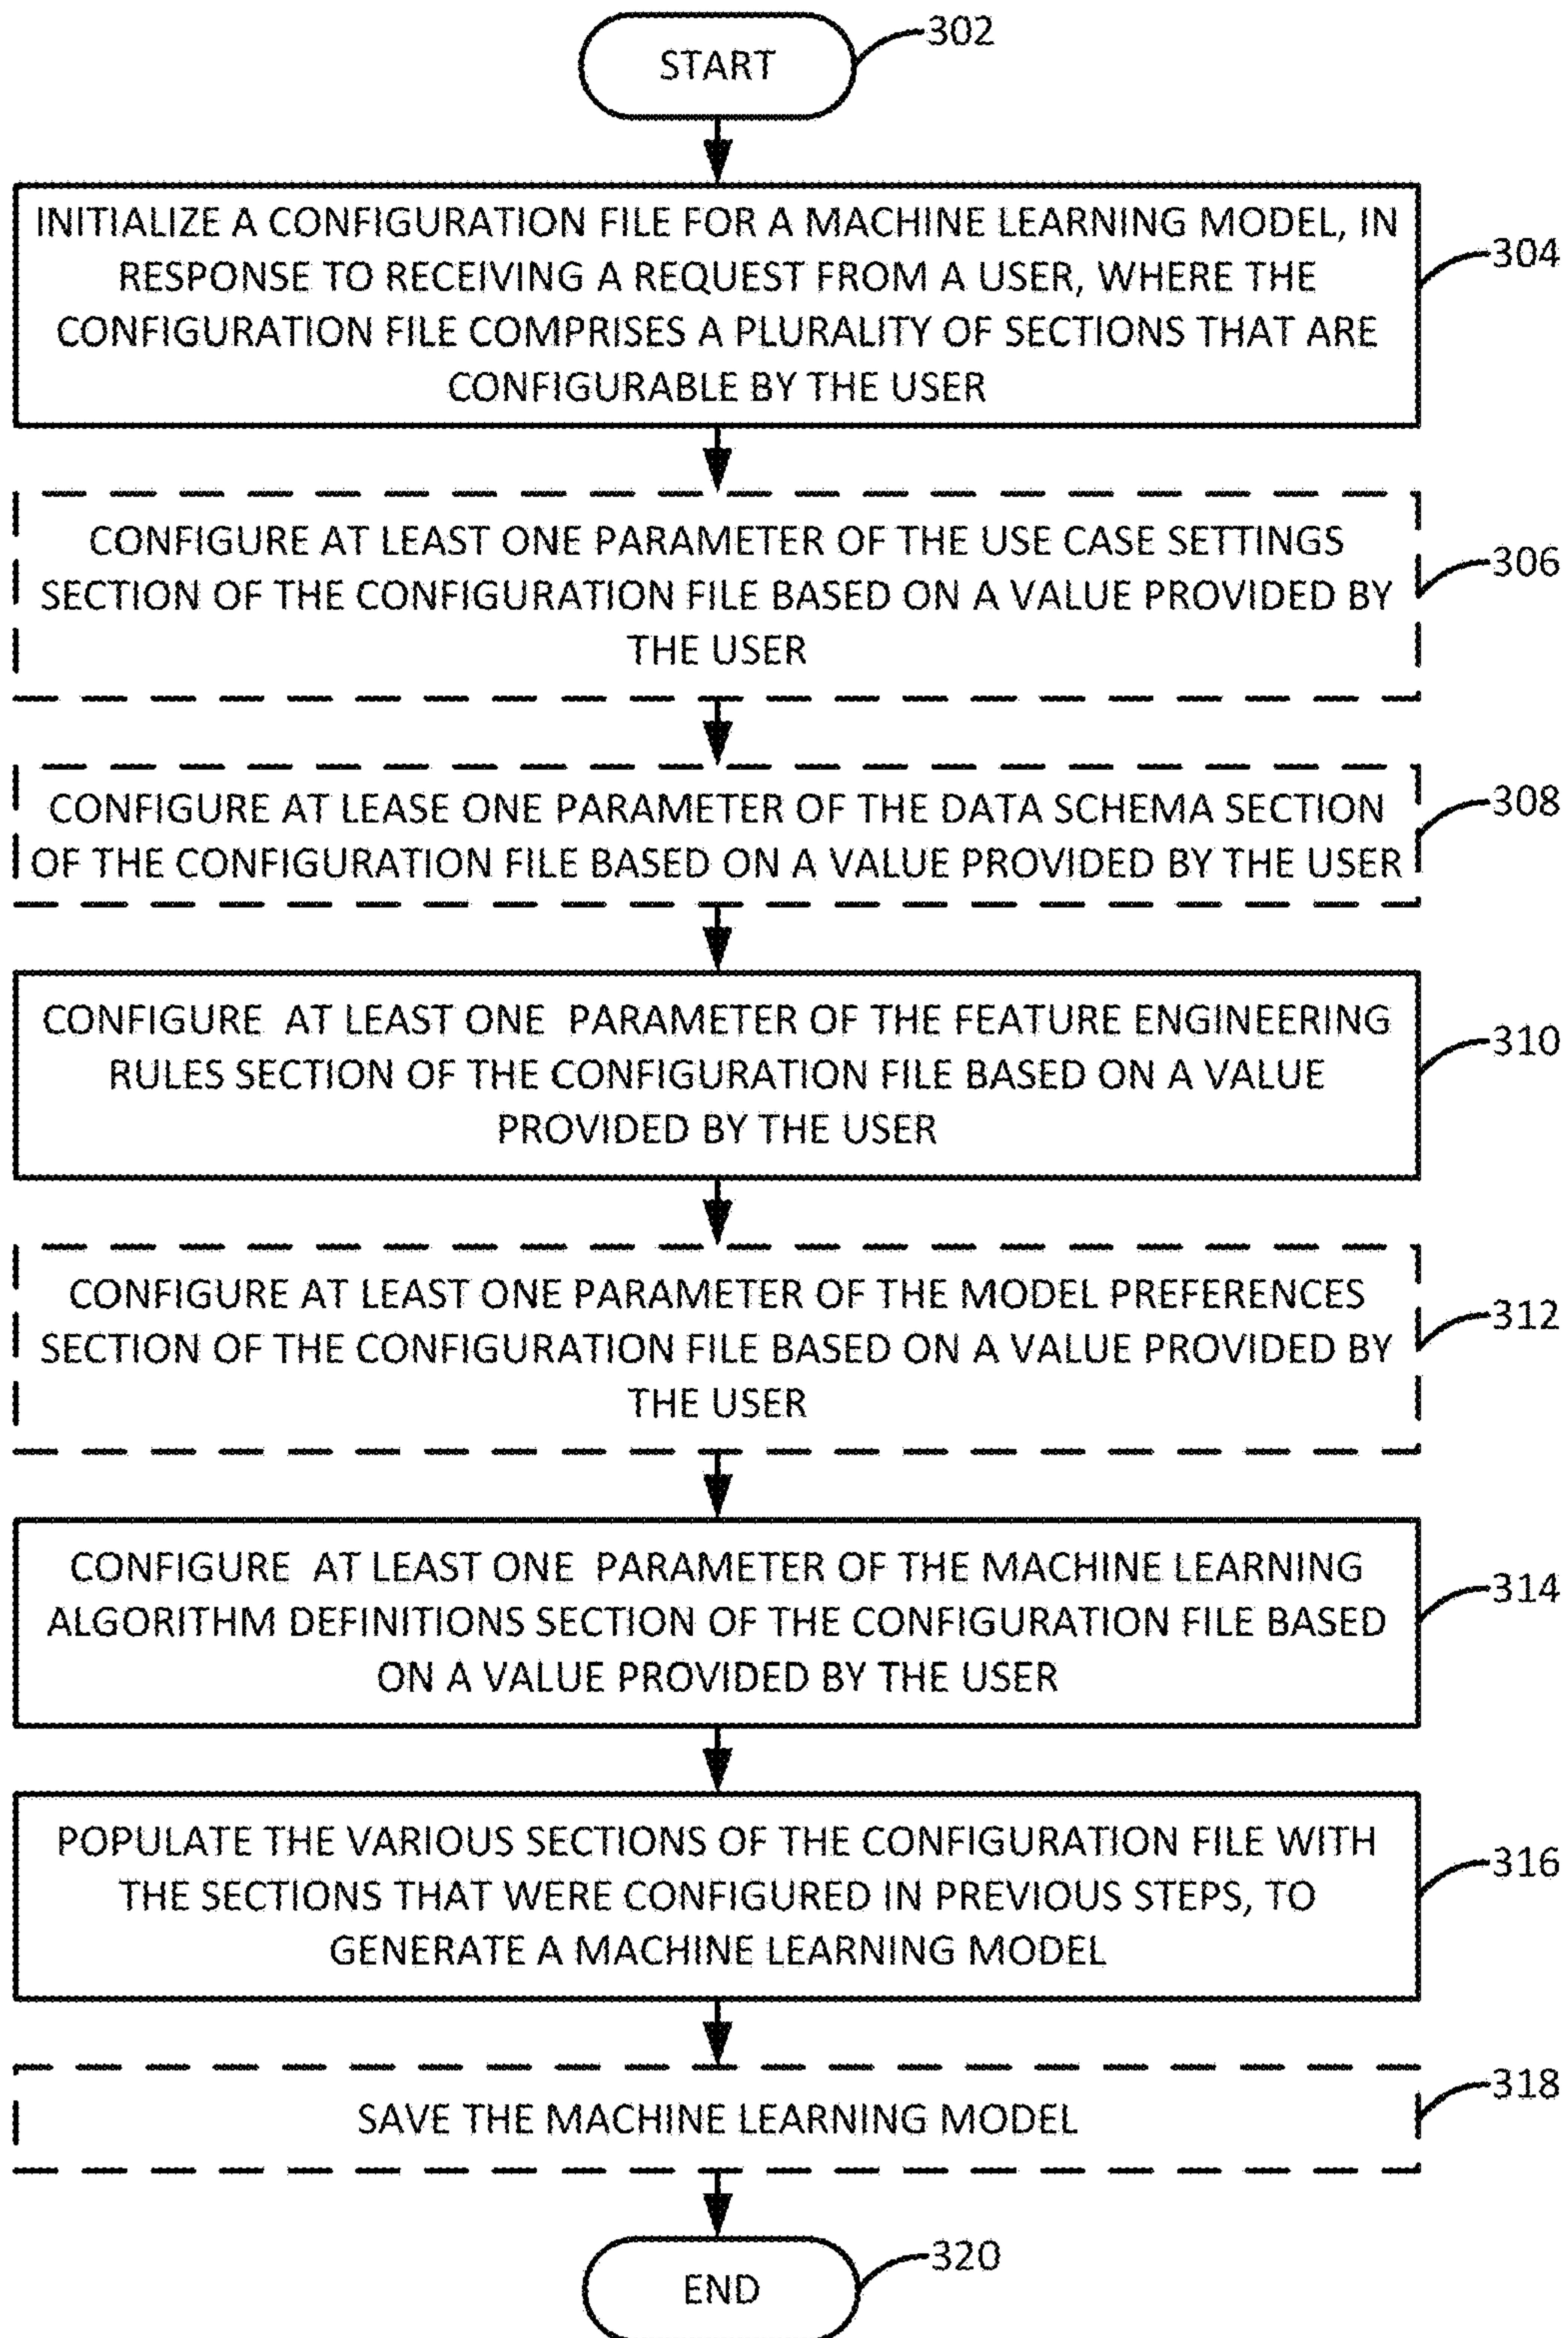 START
302
INITIALIZE A CONFIGURATION FILE FOR A MACHINE LEARNING MODEL, IN
RESPONSE TO RECEIVING A REQUEST FROM A USER, WHERE THE
CONFIGURATION FILE COMPRISES A PLURALITY OF SECTIONS THAT ARE
CONFIGURABLE BY THE USER
304
CONFIGURE AT LEAST ONE PARAMETER OF THE USE CASE SETTINGS
SECTION OF THE CONFIGURATION FILE BASED ON A VALUE PROVIDED BY
THE USER
306
CONFIGURE AT LEASE ONE PARAMETER OF THE DATA SCHEMA SECTION
OF THE CONFIGURATION FILE BASED ON A VALUE PROVIDED BY THE USER
308
CONFIGURE AT LEAST ONE PARAMETER OF THE FEATURE ENGINEERING
RULES SECTION OF THE CONFIGURATION FILE BASED ON A VALUE
PROVIDED BY THE USER
310
CONFIGURE AT LEAST ONE PARAMETER OF THE MODEL PREFERENCES
SECTION OF THE CONFIGURATION FILE BASED ON A VALUE PROVIDED BY
THE USER
312
CONFIGURE AT LEAST ONE PARAMETER OF THE MACHINE LEARNING
ALGORITHM DEFINITIONS SECTION OF THE CONFIGURATION FILE BASED
ON A VALUE PROVIDED BY THE USER
314
POPULATE THE VARIOUS SECTIONS OF THE CONFIGURATION FILE WITH
THE SECTIONS THAT WERE CONFIGURED IN PREVIOUS STEPS, TO
GENERATE A MACHINE LEARNING MODEL
316
SAVE THE MACHINE LEARNING MODEL
318
END
320